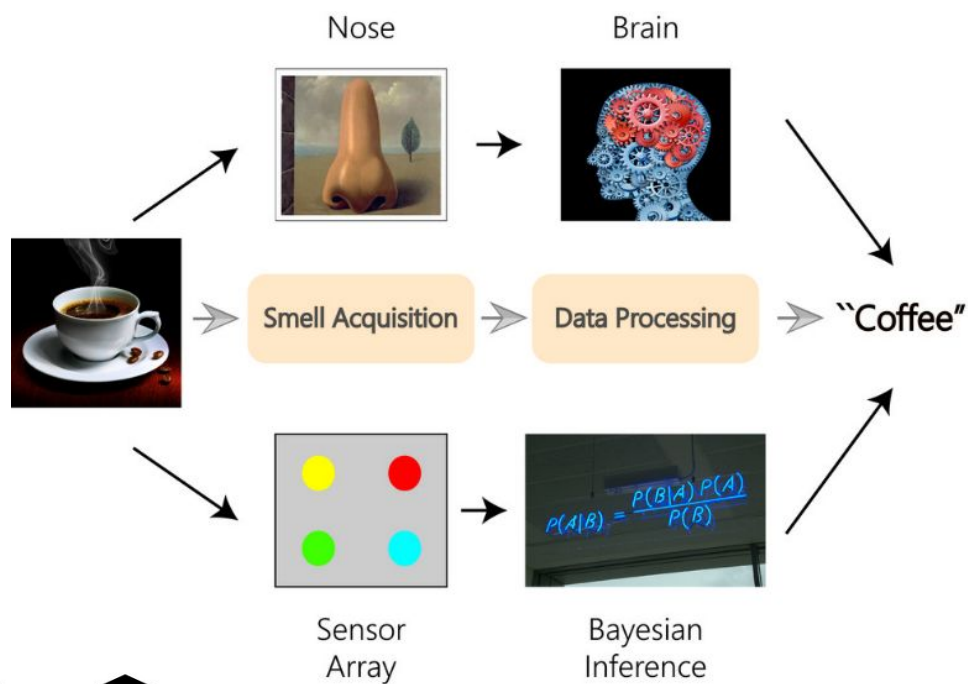 Nose
Brain
Smell Acquisition
Data Processing
``Coffee"
P(A|B) = P(B|A) P(A)
P(B)
Sensor
Array
Bayesian
Inference